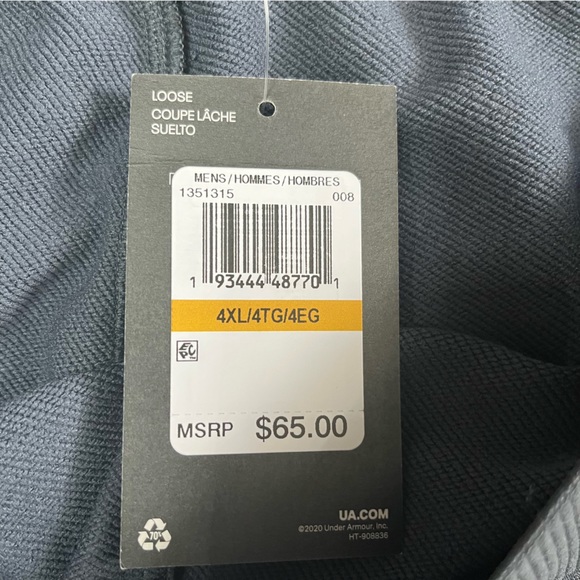 LOOSE
COUPE LÂCHE
SUELTO
MENS/HOMMES/HOMBRES
1351315 008
1 93444 48770 1
4XL/4TG/4EG
EPC
MSRP $65.00
UA.COM
©2020 Under Armour, Inc.
HT-908836